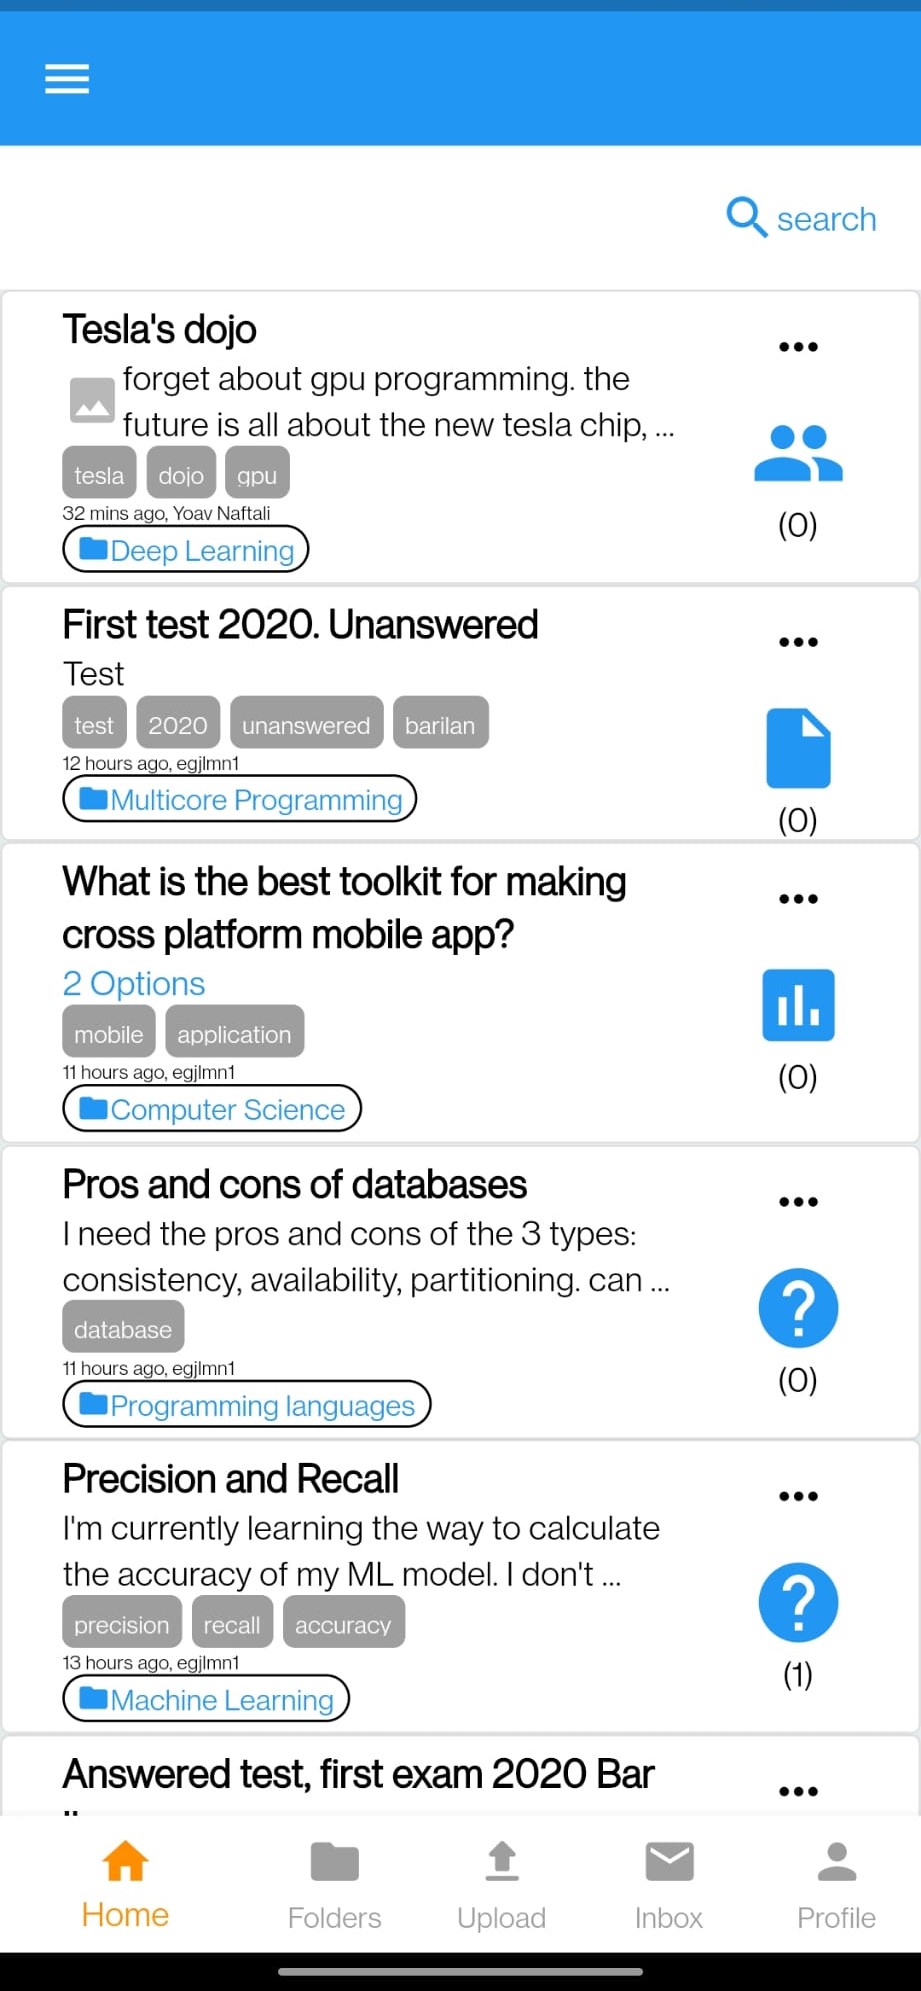 search
Tesla's dojo
forget about gpu programming. the
future is all about the new tesla chip, ...
tesla dojo gpu
32 mins ago, Yoav Naftali
Deep Learning
(0)
First test 2020. Unanswered
Test
test 2020 unanswered barilan
12 hours ago, egjlmn1
Multicore Programming
(0)
What is the best toolkit for making
cross platform mobile app?
2 Options
mobile application
11 hours ago, egjlmn1
Computer Science
(0)
Pros and cons of databases
I need the pros and cons of the 3 types:
consistency, availability, partitioning. can ...
database
11 hours ago, egjlmn1
Programming languages
(0)
Precision and Recall
I'm currently learning the way to calculate
the accuracy of my ML model. I don't ...
precision recall accuracy
13 hours ago, egjlmn1
Machine Learning
(1)
Answered test, first exam 2020 Bar
Home Folders Upload Inbox Profile